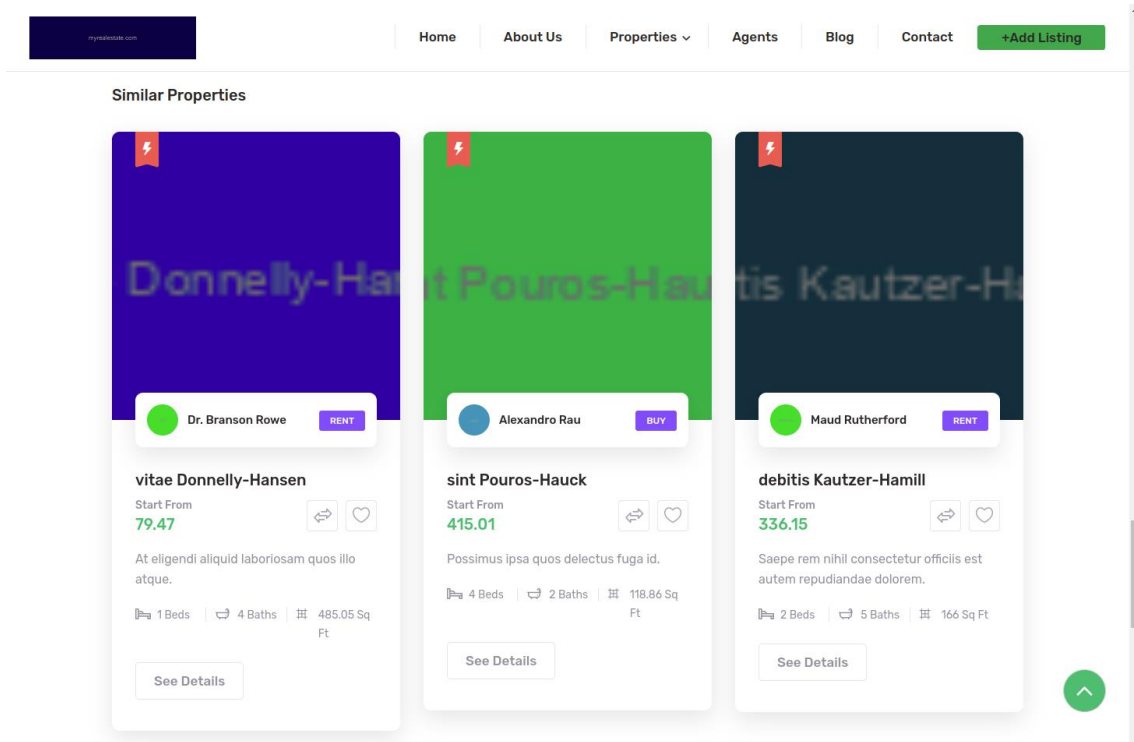 myrealestate.com
Home About Us Properties Agents Blog Contact +Add Listing
Similar Properties
Donnelly-Han
nt Pouros-Hau
tis Kautzer-Ha
Dr. Branson Rowe RENT
Alexandro Rau BUY
Maud Rutherford RENT
vitae Donnelly-Hansen
Start From
79.47
At eligendi aliquid laboriosam quos illo
atque.
1 Beds 4 Baths 485.05 Sq
Ft
See Details
sint Pouros-Hauck
Start From
415.01
Possimus ipsa quos delectus fuga id.
4 Beds 2 Baths 118.86 Sq
Ft
See Details
debitis Kautzer-Hamill
Start From
336.15
Saepe rem nihil consectetur officiis est
autem repudiandae dolorem.
2 Beds 5 Baths 166 Sq Ft
See Details